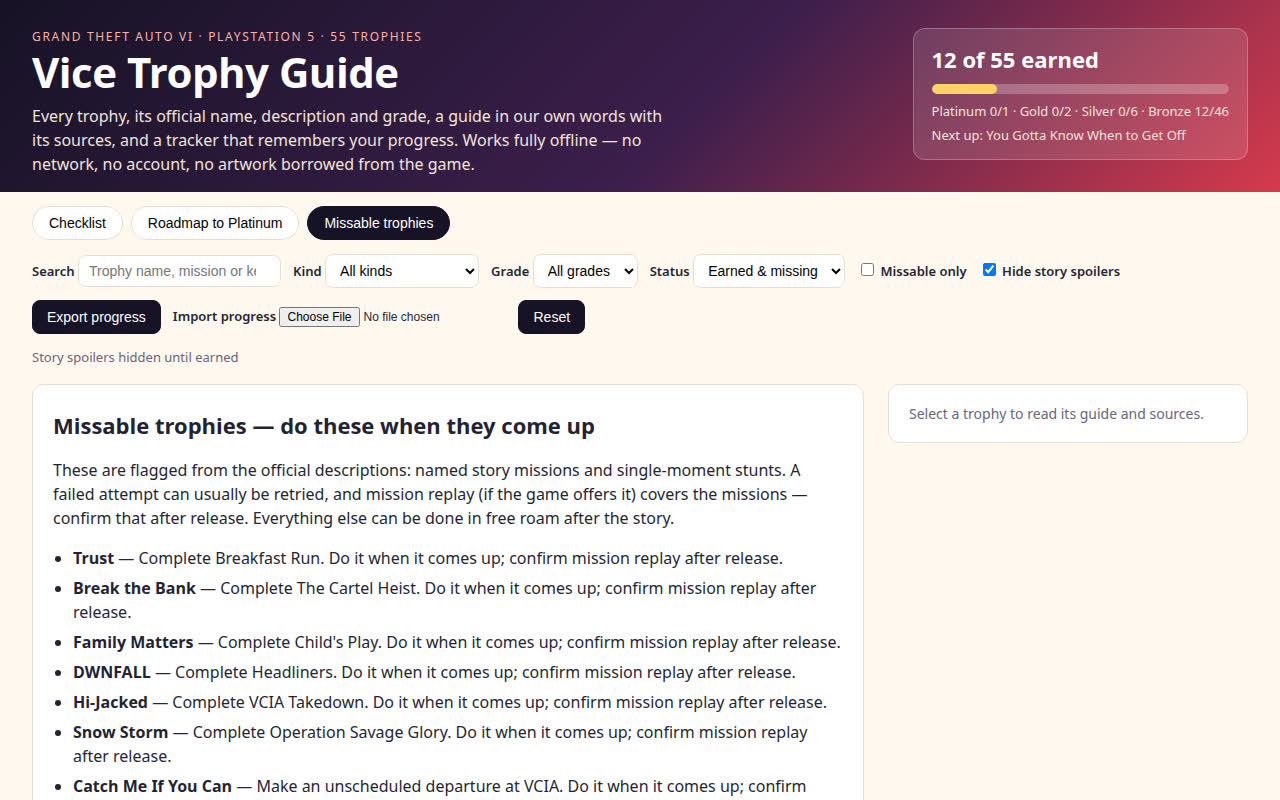 GRAND THEFT AUTO VI · PLAYSTATION 5 · 55 TROPHIES
Vice Trophy Guide
Every trophy, its official name, description and grade, a guide in our own words with
its sources, and a tracker that remembers your progress. Works fully offline — no
network, no account, no artwork borrowed from the game.
12 of 55 earned
Platinum 0/1 · Gold 0/2 · Silver 0/6 · Bronze 12/46
Next up: You Gotta Know When to Get Off
Checklist
Roadmap to Platinum
Missable trophies
Search
Trophy name, mission or ke
Kind
All kinds
Grade
All grades
Status
Earned & missing
Missable only
Hide story spoilers
Export progress
Import progress
Choose File
No file chosen
Reset
Story spoilers hidden until earned
Missable trophies — do these when they come up
These are flagged from the official descriptions: named story missions and single-moment stunts. A
failed attempt can usually be retried, and mission replay (if the game offers it) covers the missions —
confirm that after release. Everything else can be done in free roam after the story.
Trust — Complete Breakfast Run. Do it when it comes up; confirm mission replay after release.
Break the Bank — Complete The Cartel Heist. Do it when it comes up; confirm mission replay after
release.
Family Matters — Complete Child's Play. Do it when it comes up; confirm mission replay after release.
DWNFALL — Complete Headliners. Do it when it comes up; confirm mission replay after release.
Hi-Jacked — Complete VCIA Takedown. Do it when it comes up; confirm mission replay after release.
Snow Storm — Complete Operation Savage Glory. Do it when it comes up; confirm mission replay
after release.
Catch Me If You Can — Make an unscheduled departure at VCIA. Do it when it comes up; confirm
Select a trophy to read its guide and sources.